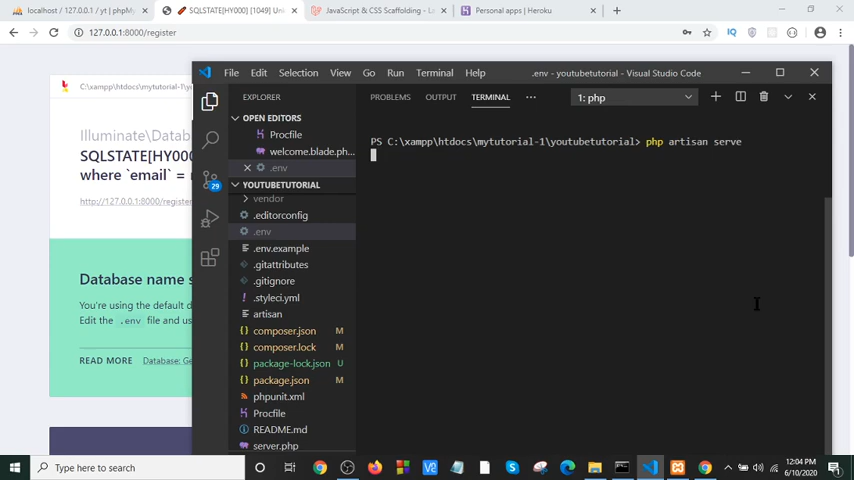 localhost / 127.0.0.1 / yt | phpMy
SQLSTATE[HY000] [1049] Un
JavaScript & CSS Scaffolding - La
Personal apps | Heroku
127.0.0.1:8000/register
File Edit Selection View Go Run Terminal Help
.env - youtubetutorial - Visual Studio Code
EXPLORER
PROBLEMS OUTPUT TERMINAL ... 1: php
OPEN EDITORS
Procfile
welcome.blade.ph...
.env
YOUTUBETUTORIAL
vendor
.editorconfig
.env
.env.example
.gitattributes
.gitignore
.styleci.yml
artisan
composer.json M
composer.lock M
package-lock.json U
package.json M
phpunit.xml
Procfile
README.md
server.php
29
PS C:\xampp\htdocs\mytutorial-1\youtubetutorial> php artisan serve
C:\xampp\htdocs\mytutorial-1\yo
Illuminate\Datab
SQLSTATE[HY000
where `email` = r
http://127.0.0.1:8000/register
Database name s
You're using the default d
Edit the .env file and us
READ MORE Database: Ge
Type here to search
12:04 PM
6/10/2020